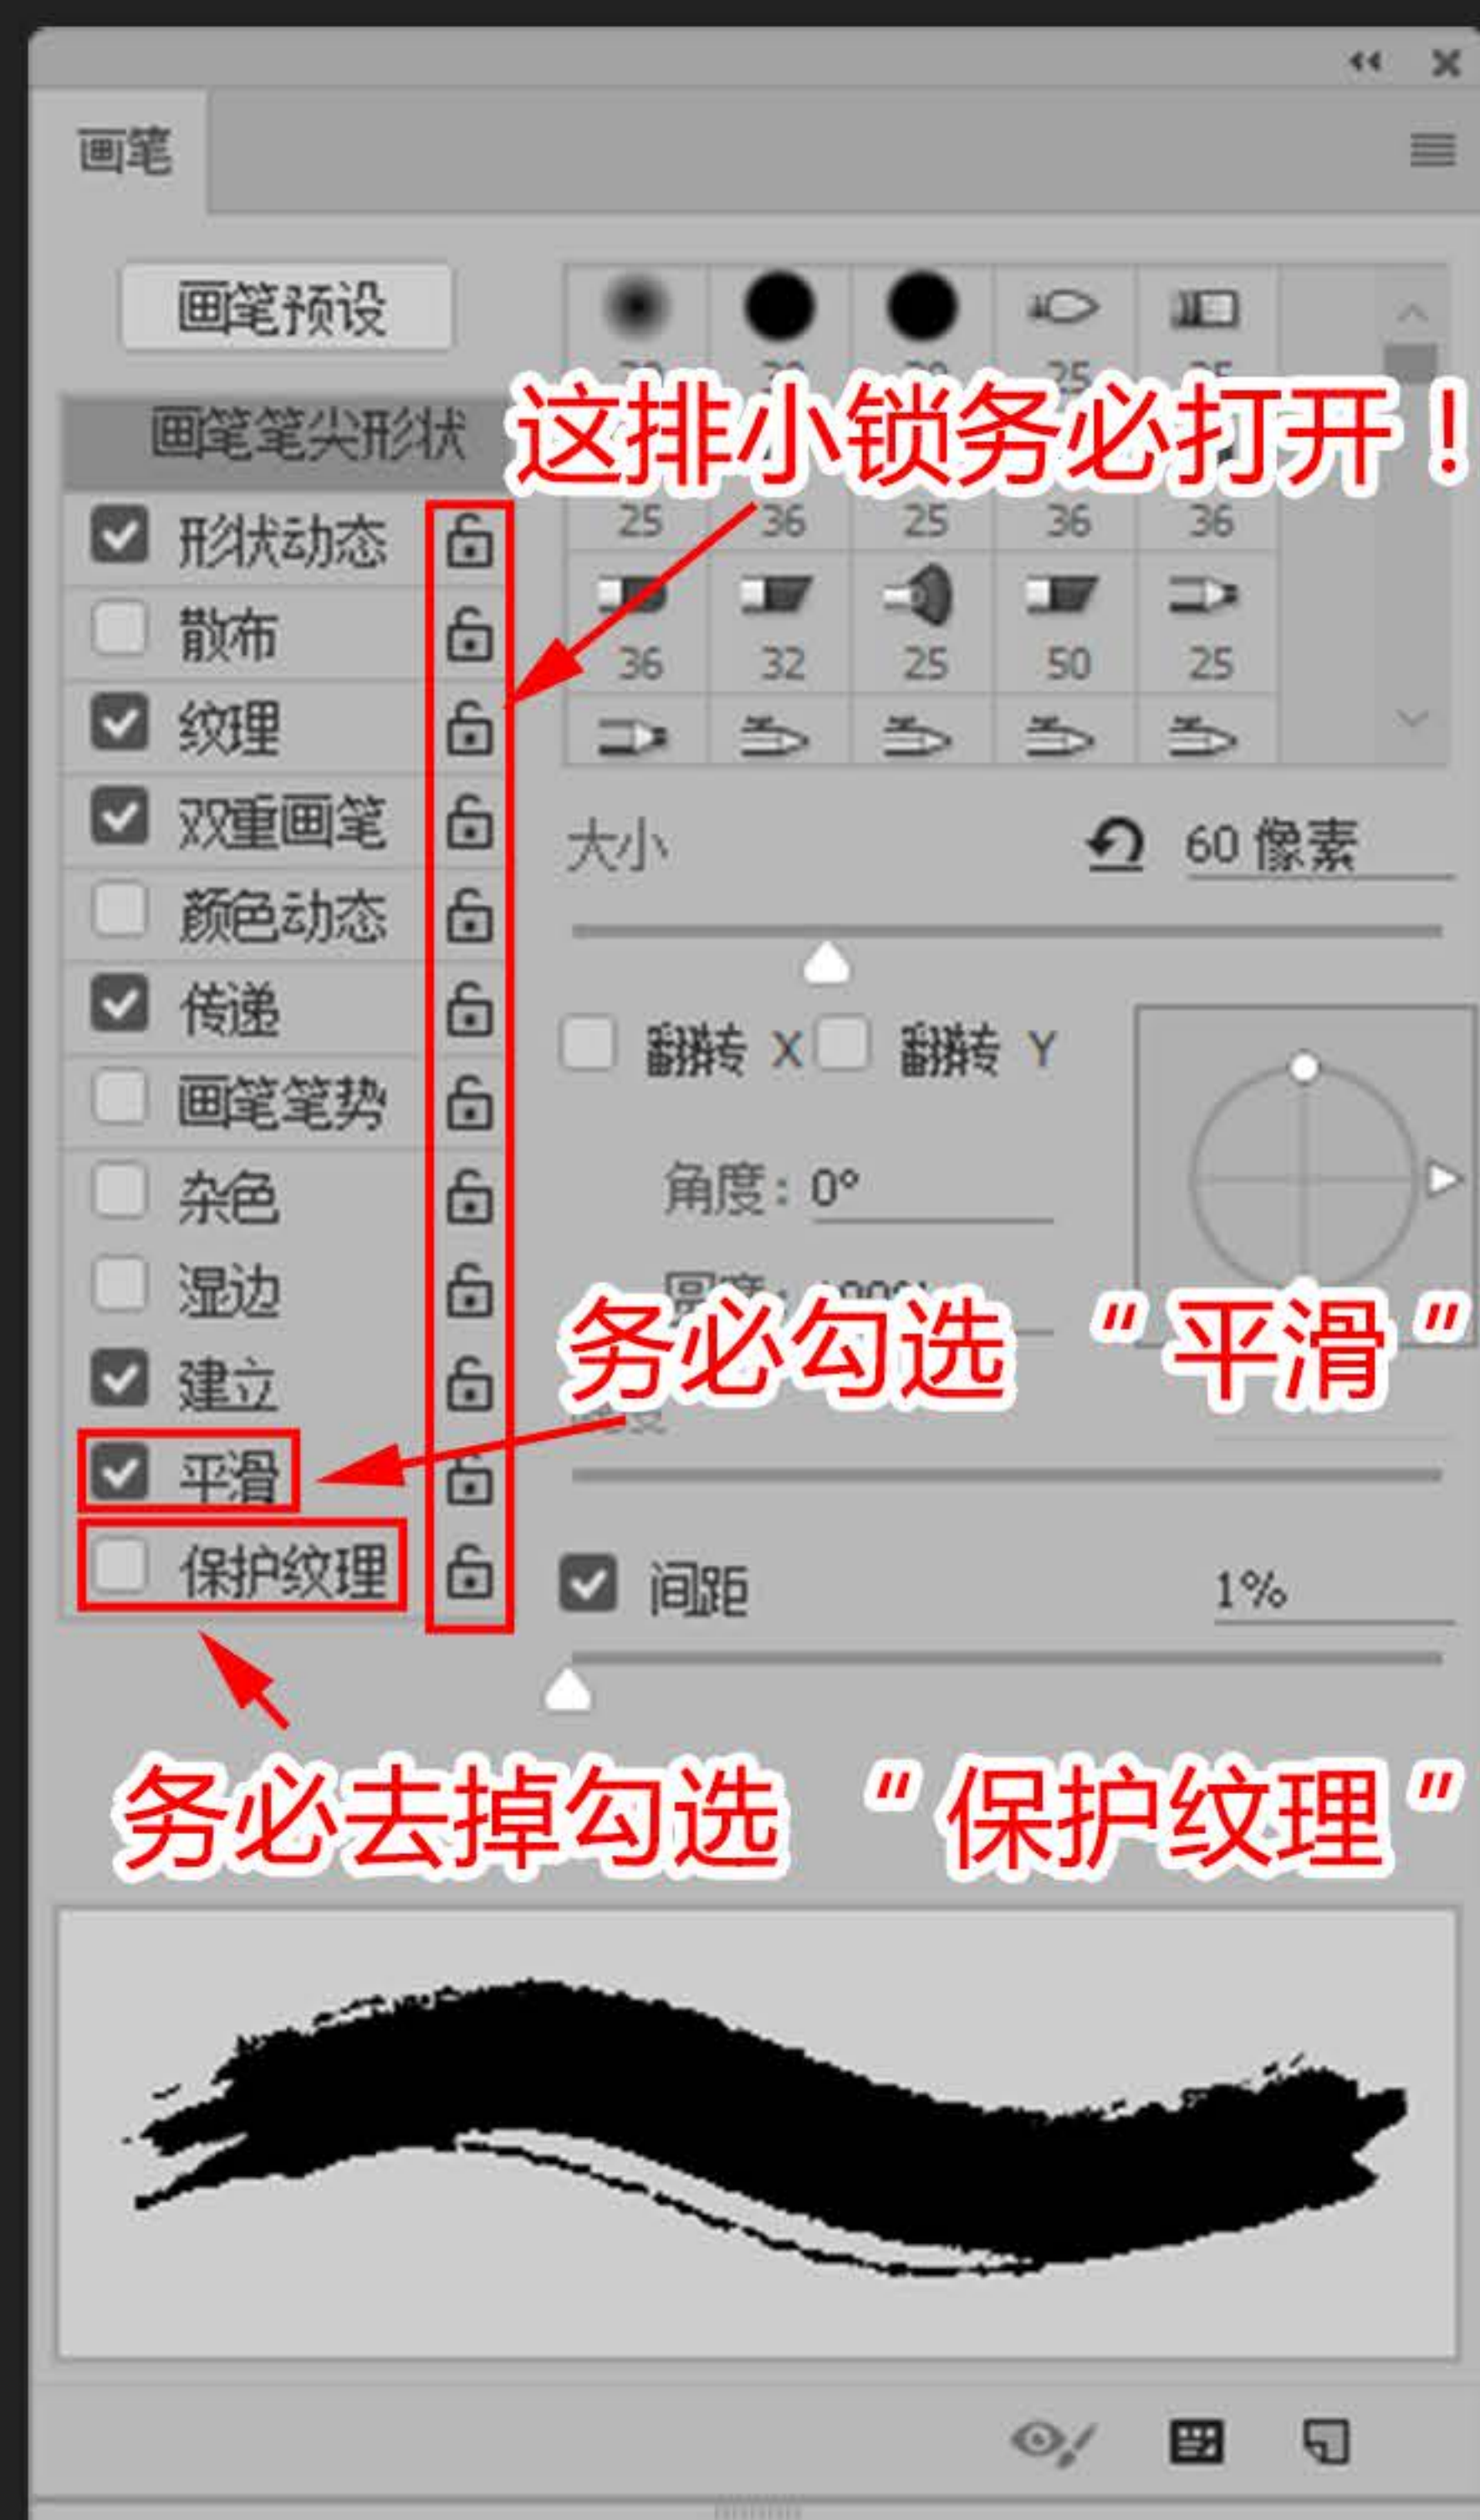 画笔
画笔预设
画笔笔尖形状
这排小锁务必打开！
25 36 25 36 36
形状动态
散布
36 32 25 50 25
纹理
双重画笔
大小 60 像素
颜色动态
传递
翻转 X 翻转 Y
画笔笔势
角度: 0°
杂色
湿边
务必勾选 “平滑”
建立
平滑
保护纹理
间距 1%
务必去掉勾选 “保护纹理”